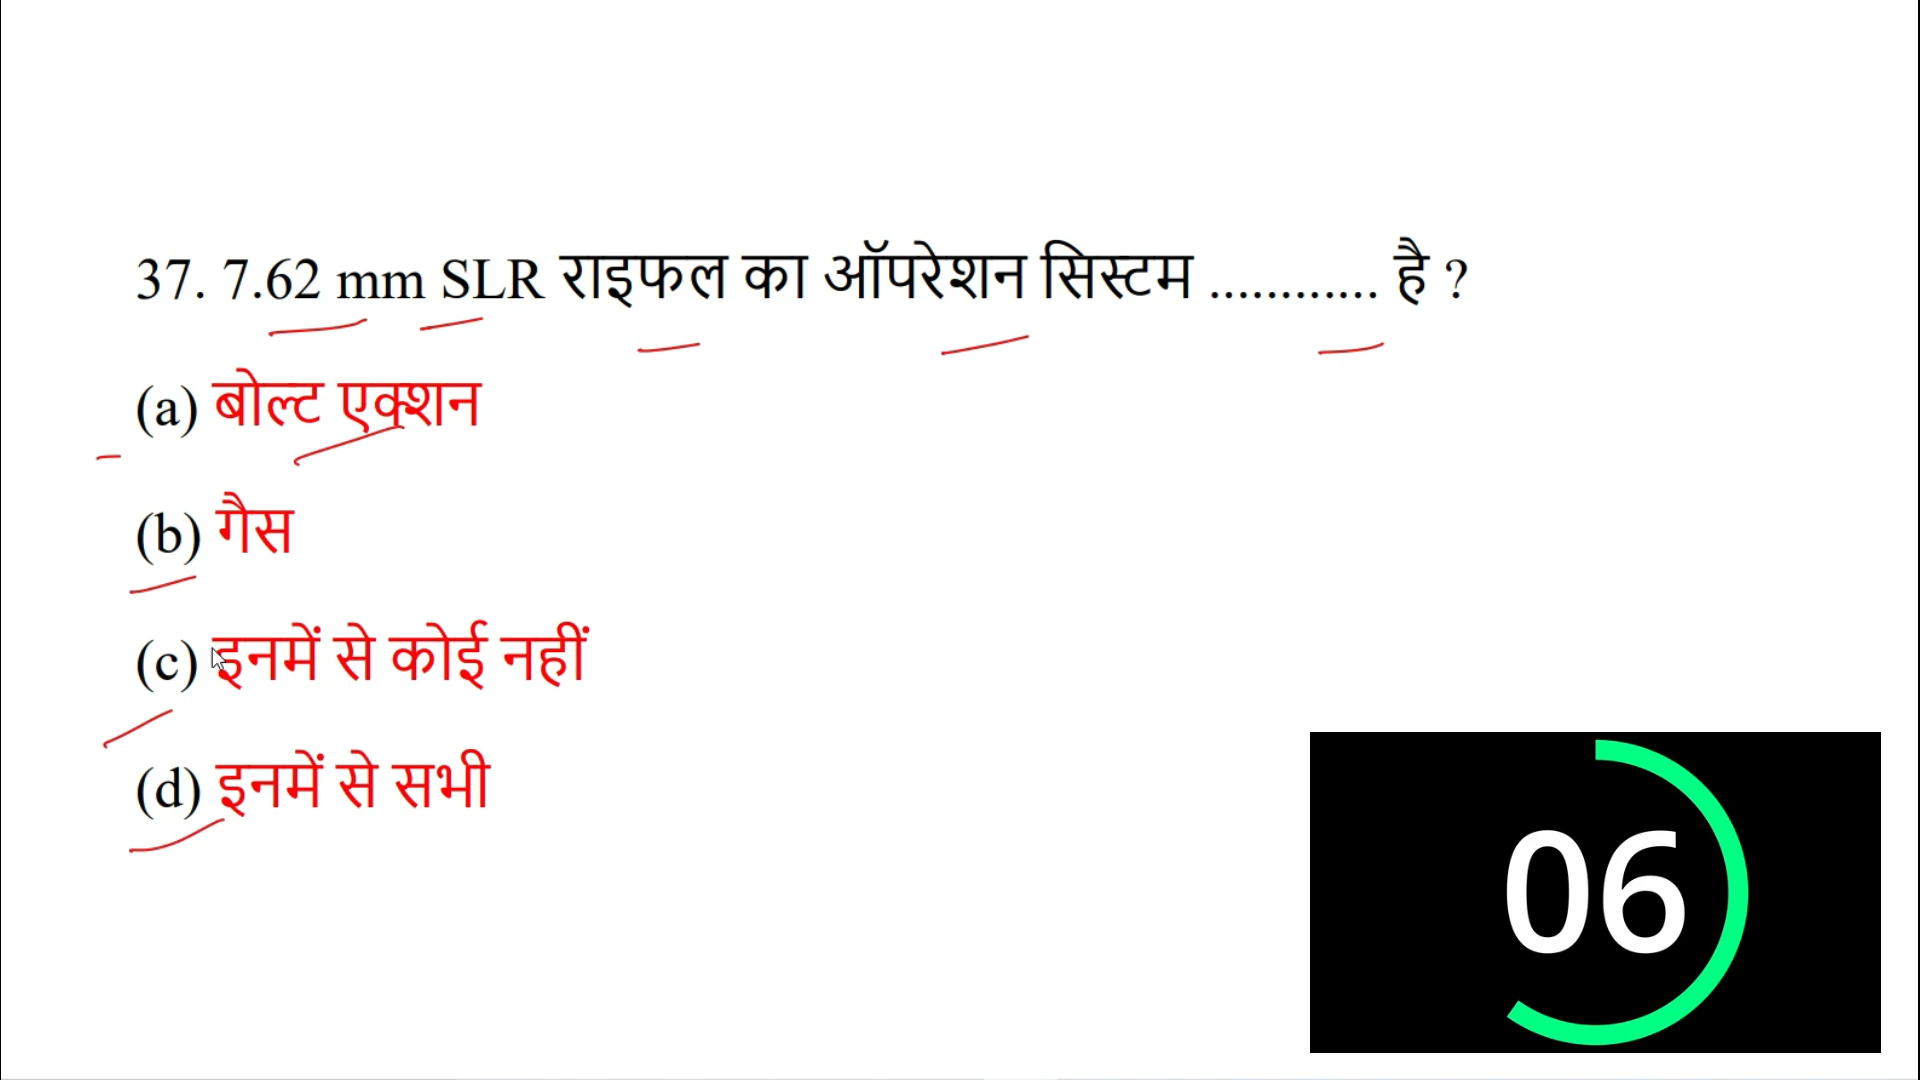 37. 7.62 mm SLR राइफल का ऑपरेशन सिस्टम ............ है ?
(a) बोल्ट एक्शन
(b) गैस
(c) इनमें से कोई नहीं
(d) इनमें से सभी
06